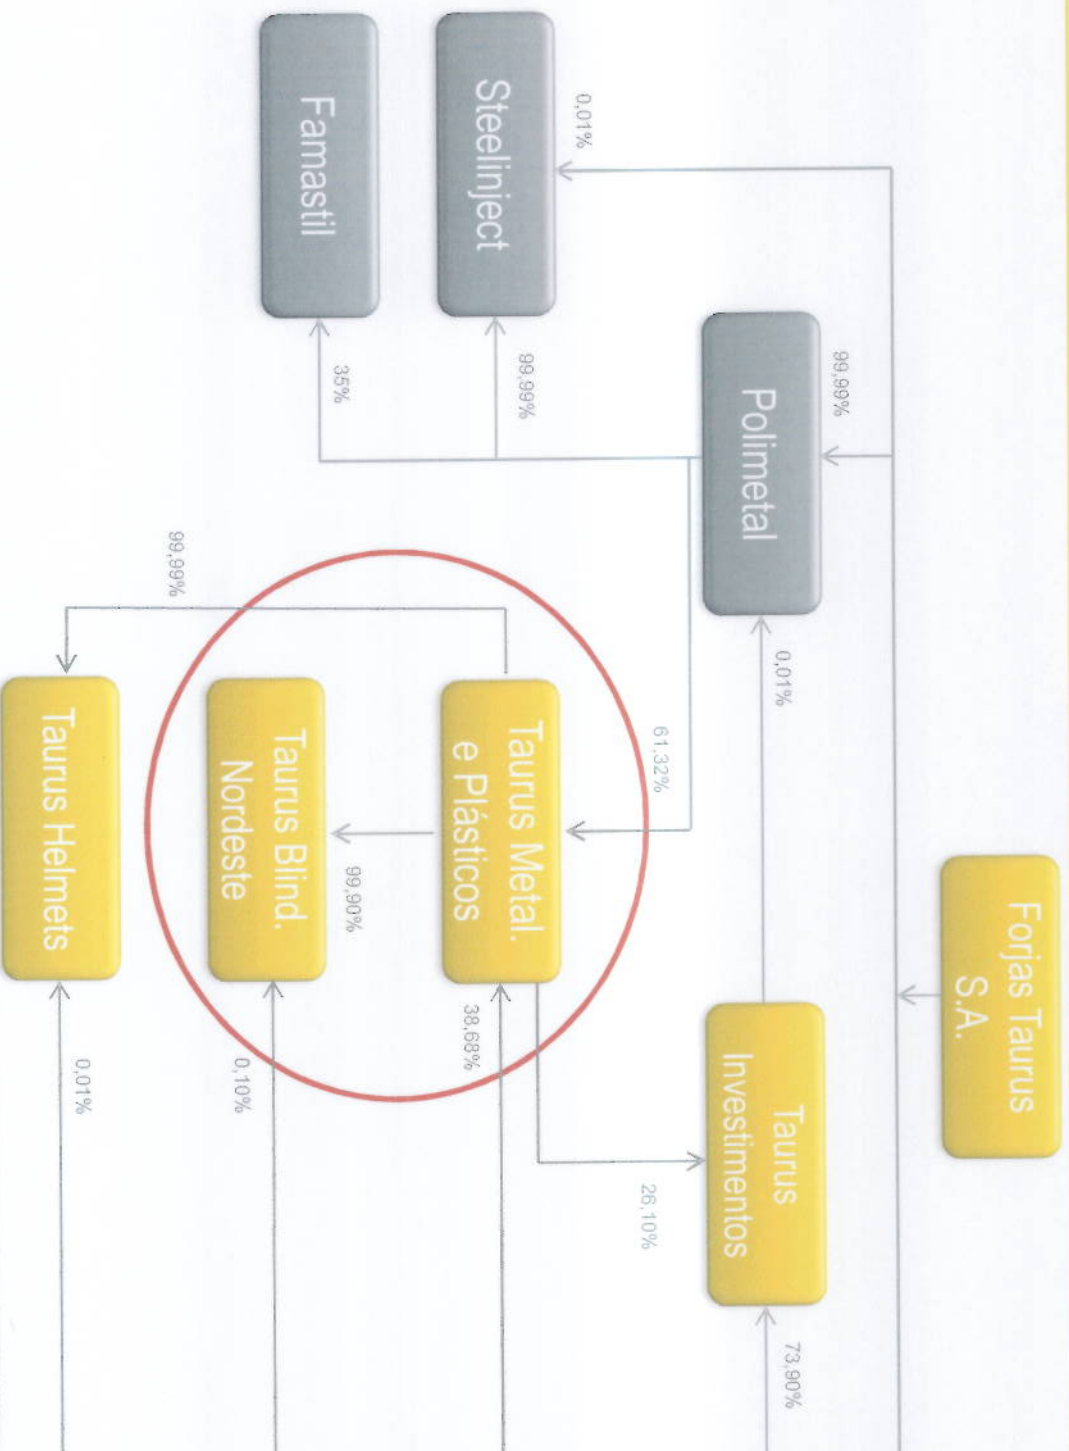 Forjas Taurus
S.A.
99,99%
0,01%
73,90%
Polimetal
Taurus
Investimentos
61,32%
26,10%
0,01%
99,99%
Steelinject
Taurus Metal.
e Plásticos
38,68%
35%
99,90%
Famastil
Taurus Blind.
Nordeste
0,10%
99,99%
0,01%
Taurus Helmets